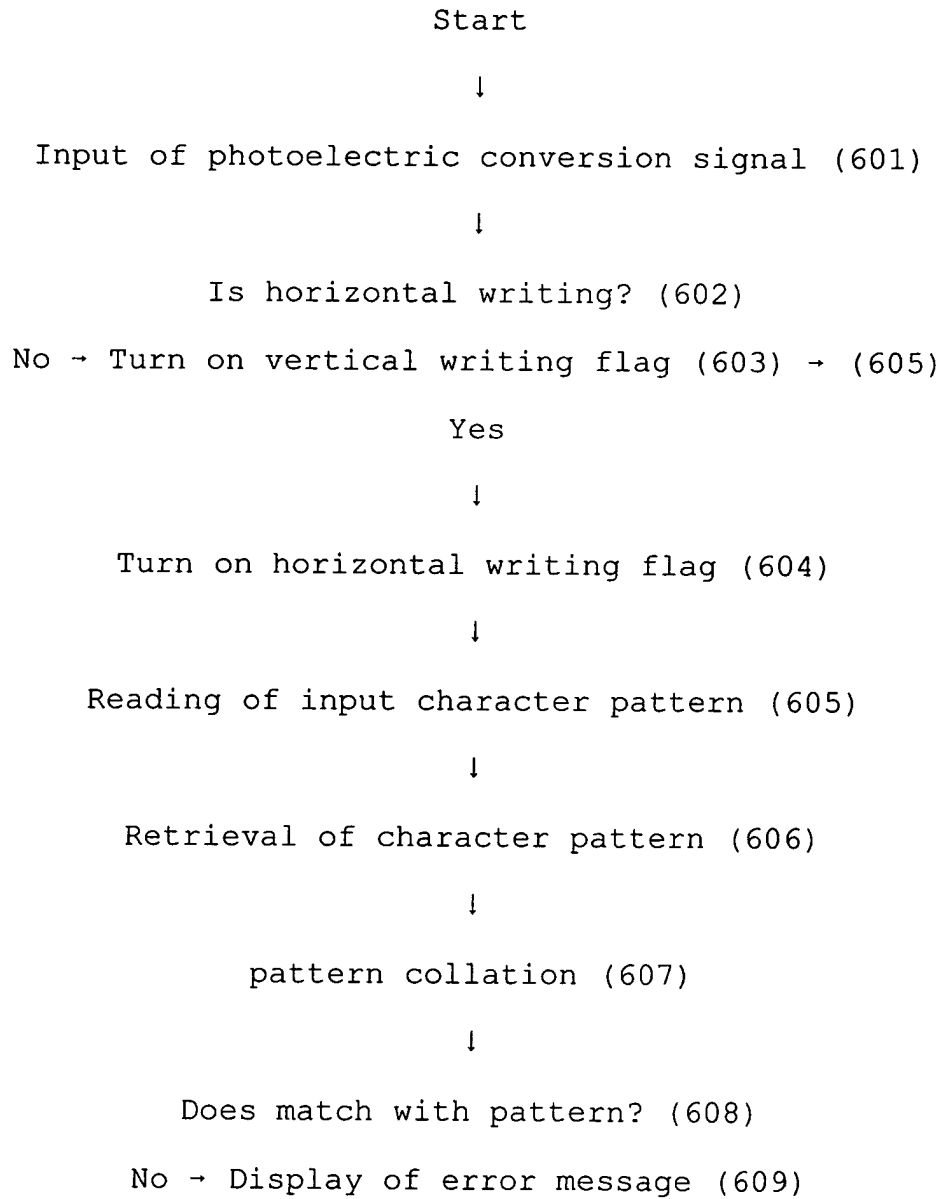 Start
↓
Input of photoelectric conversion signal (601)
↓
Is horizontal writing? (602)
No → Turn on vertical writing flag (603) → (605)
Yes
↓
Turn on horizontal writing flag (604)
↓
Reading of input character pattern (605)
↓
Retrieval of character pattern (606)
↓
pattern collation (607)
↓
Does match with pattern? (608)
No → Display of error message (609)